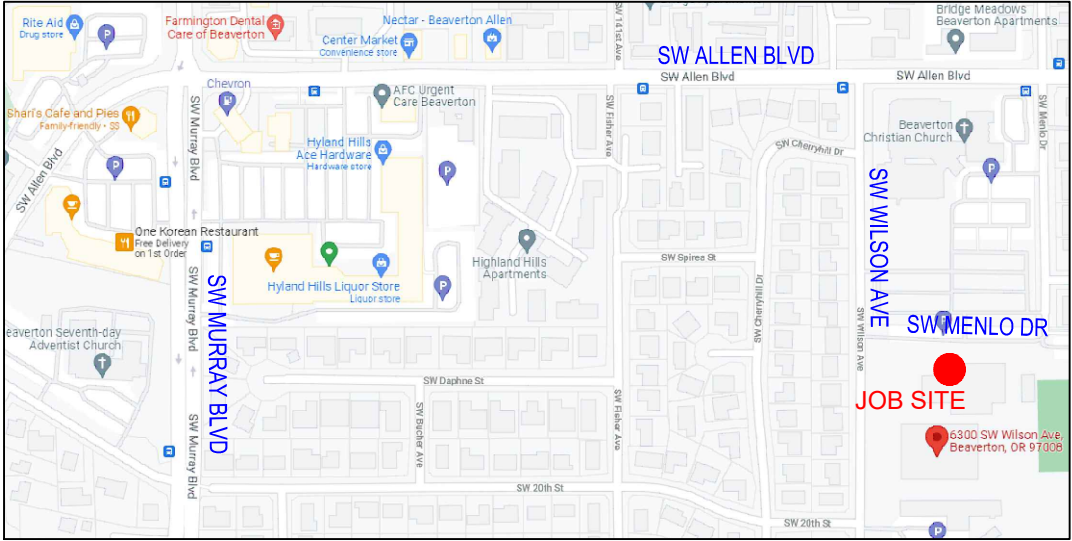 Rite Aid
Drug store
Farmington Dental
Care of Beaverton
Nectar - Beaverton Allen
Center Market
Convenience store
SW 141st Ave
SW ALLEN BLVD
Bridge Meadows
Beaverton Apartments
SW Allen Blvd
SW Allen Blvd
Chevron
AFC Urgent
Care Beaverton
Shari's Cafe and Pies
Family-friendly • $$
SW Allen Blvd
SW Murray Blvd
Hyland Hills
Ace Hardware
Hardware store
SW Fisher Ave
SW Cherryhill Dr
Beaverton
Christian Church
SW Menlo Dr
SW WILSON AVE
One Korean Restaurant
Free Delivery
on 1st Order
Highland Hills
Apartments
SW Spirea St
Hyland Hills Liquor Store
Liquor store
SW Murray Blvd
SW MURRAY BLVD
SW Cherryhill Dr
SW Wilson Ave
SW MENLO DR
eaverton Seventh-day
Adventist Church
SW Daphne St
JOB SITE
SW Bucher Ave
SW Fisher Ave
SW Murray Blvd
6300 SW Wilson Ave,
Beaverton, OR 97008
SW 20th St
SW 20th St
P
P
P
P
P
P
P